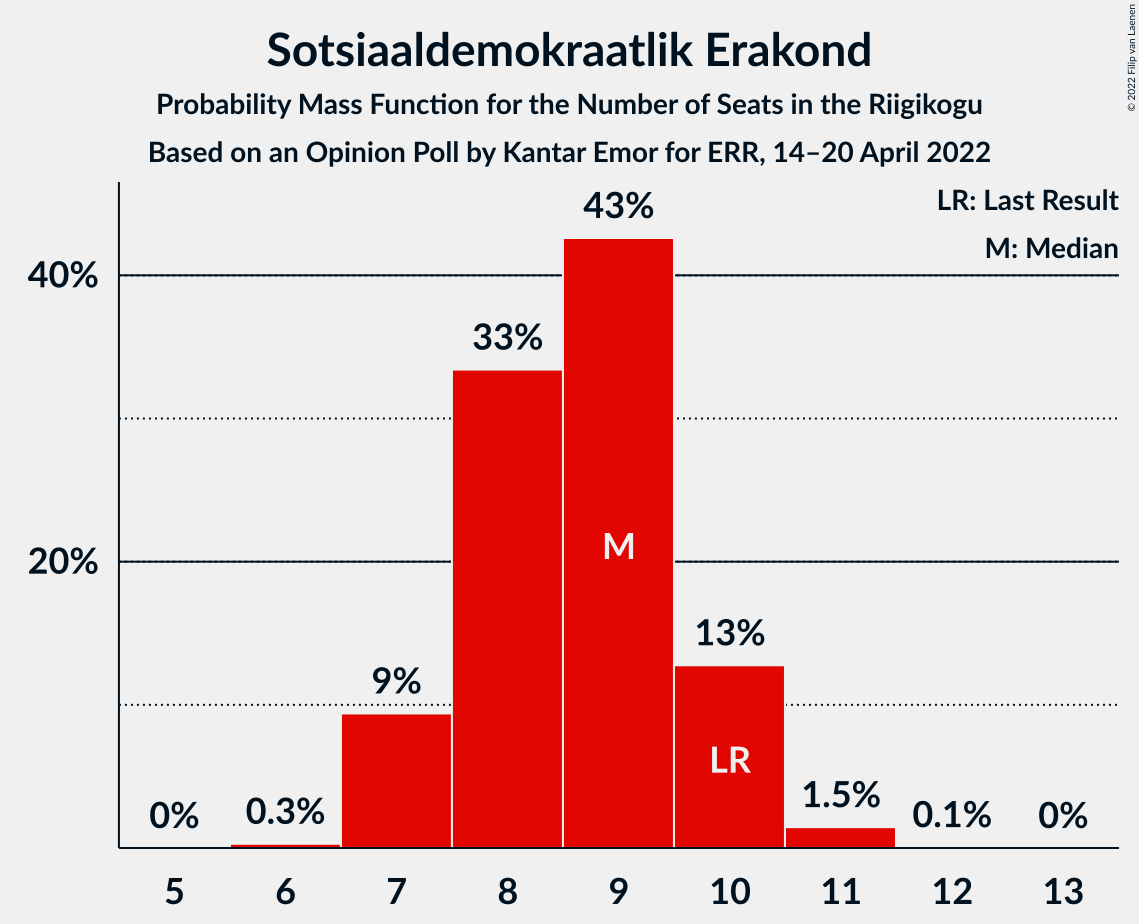 Sotsiaaldemokraatlik Erakond
Probability Mass Function for the Number of Seats in the Riigikogu
Based on an Opinion Poll by Kantar Emor for ERR, 14–20 April 2022
© 2022 Filip van Laenen
LR: Last Result
M: Median
40%
20%
0%
0.3%
9%
33%
43%
13%
1.5%
0.1%
0%
M
LR
5 6 7 8 9 10 11 12 13